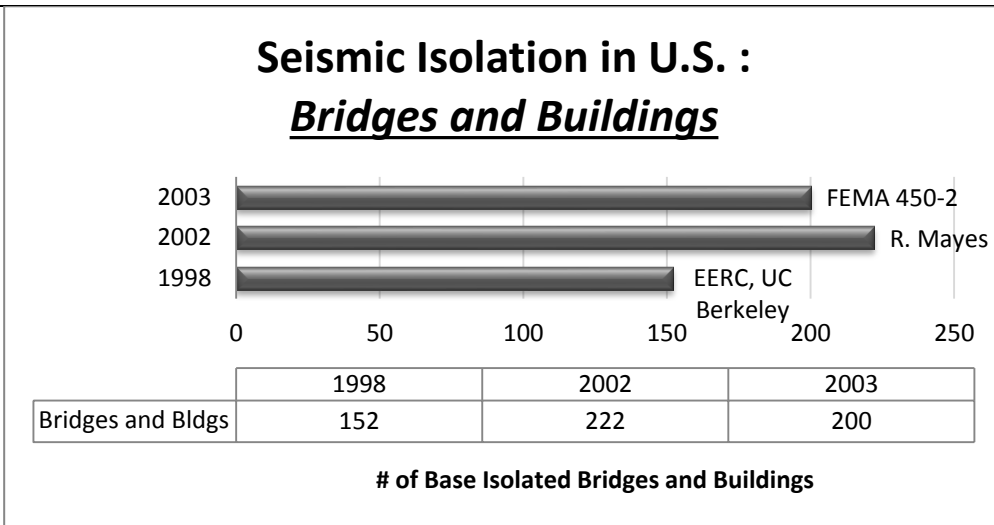 Seismic Isolation in U.S. :
Bridges and Buildings
2003
FEMA 450-2
2002
R. Mayes
1998
EERC, UC
Berkeley
0 50 100 150 200 250
1998 2002 2003
Bridges and Bldgs 152 222 200
# of Base Isolated Bridges and Buildings